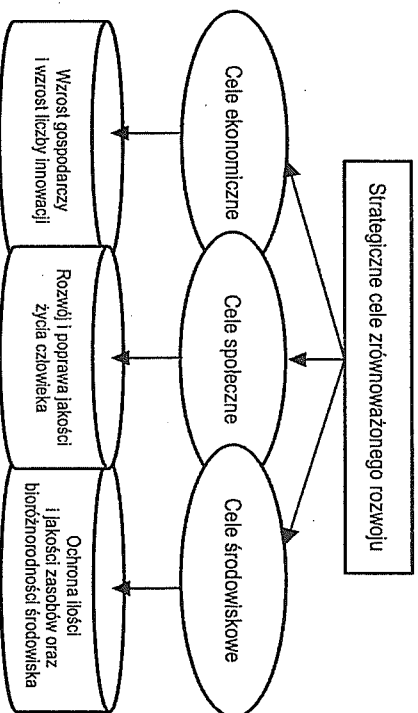 Strategiczne cele zrównoważonego rozwoju
Cele ekonomiczne
Cele społeczne
Cele środowiskowe
Wzrost gospodarczy
i wzrost liczby innowacji
Rozwój i poprawa jakości
życia człowieka
Ochrona ilości
i jakości zasobów oraz
bioróżnorodności środowiska